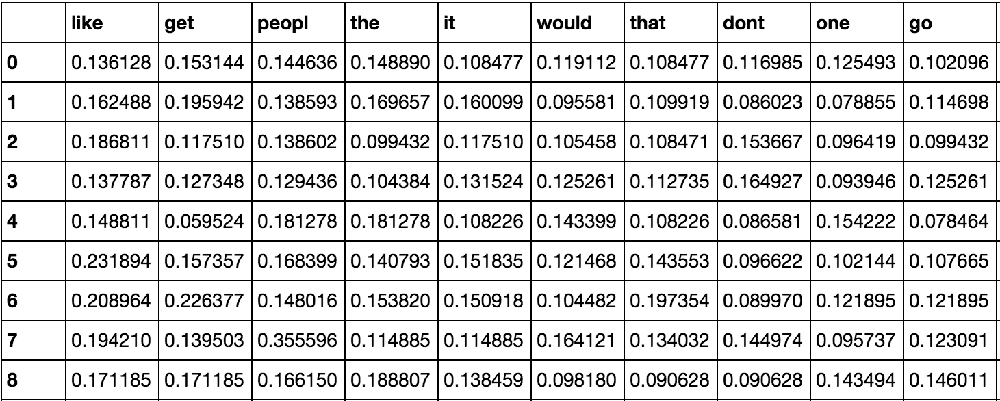 like get peopl the it would that dont one go
0 0.136128 0.153144 0.144636 0.148890 0.108477 0.119112 0.108477 0.116985 0.125493 0.102096
1 0.162488 0.195942 0.138593 0.169657 0.160099 0.095581 0.109919 0.086023 0.078855 0.114698
2 0.186811 0.117510 0.138602 0.099432 0.117510 0.105458 0.108471 0.153667 0.096419 0.099432
3 0.137787 0.127348 0.129436 0.104384 0.131524 0.125261 0.112735 0.164927 0.093946 0.125261
4 0.148811 0.059524 0.181278 0.181278 0.108226 0.143399 0.108226 0.086581 0.154222 0.078464
5 0.231894 0.157357 0.168399 0.140793 0.151835 0.121468 0.143553 0.096622 0.102144 0.107665
6 0.208964 0.226377 0.148016 0.153820 0.150918 0.104482 0.197354 0.089970 0.121895 0.121895
7 0.194210 0.139503 0.355596 0.114885 0.114885 0.164121 0.134032 0.144974 0.095737 0.123091
8 0.171185 0.171185 0.166150 0.188807 0.138459 0.098180 0.090628 0.090628 0.143494 0.146011